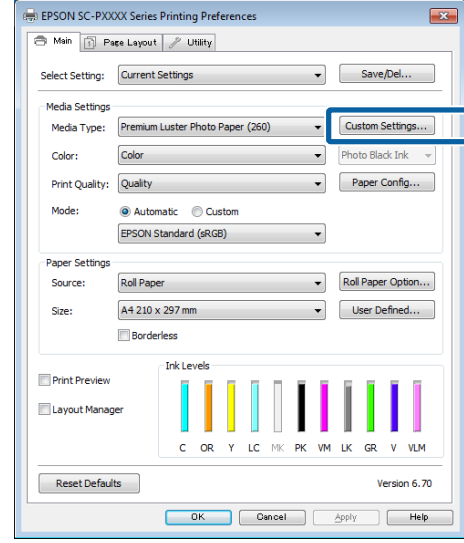 EPSON SC-PXXXX Series Printing Preferences
Main Page Layout Utility
Select Setting: Current Settings Save/Del...
Media Settings
Media Type: Premium Luster Photo Paper (260) Custom Settings...
Color: Color Photo Black Ink
Print Quality: Quality Paper Config...
Mode: Automatic Custom
EPSON Standard (sRGB)
Paper Settings
Source: Roll Paper Roll Paper Option...
Size: A4 210 x 297 mm User Defined...
Borderless
Ink Levels
Print Preview
Layout Manager
C OR Y LC MK PK VM LK GR V VLM
Reset Defaults Version 6.70
OK Cancel Apply Help